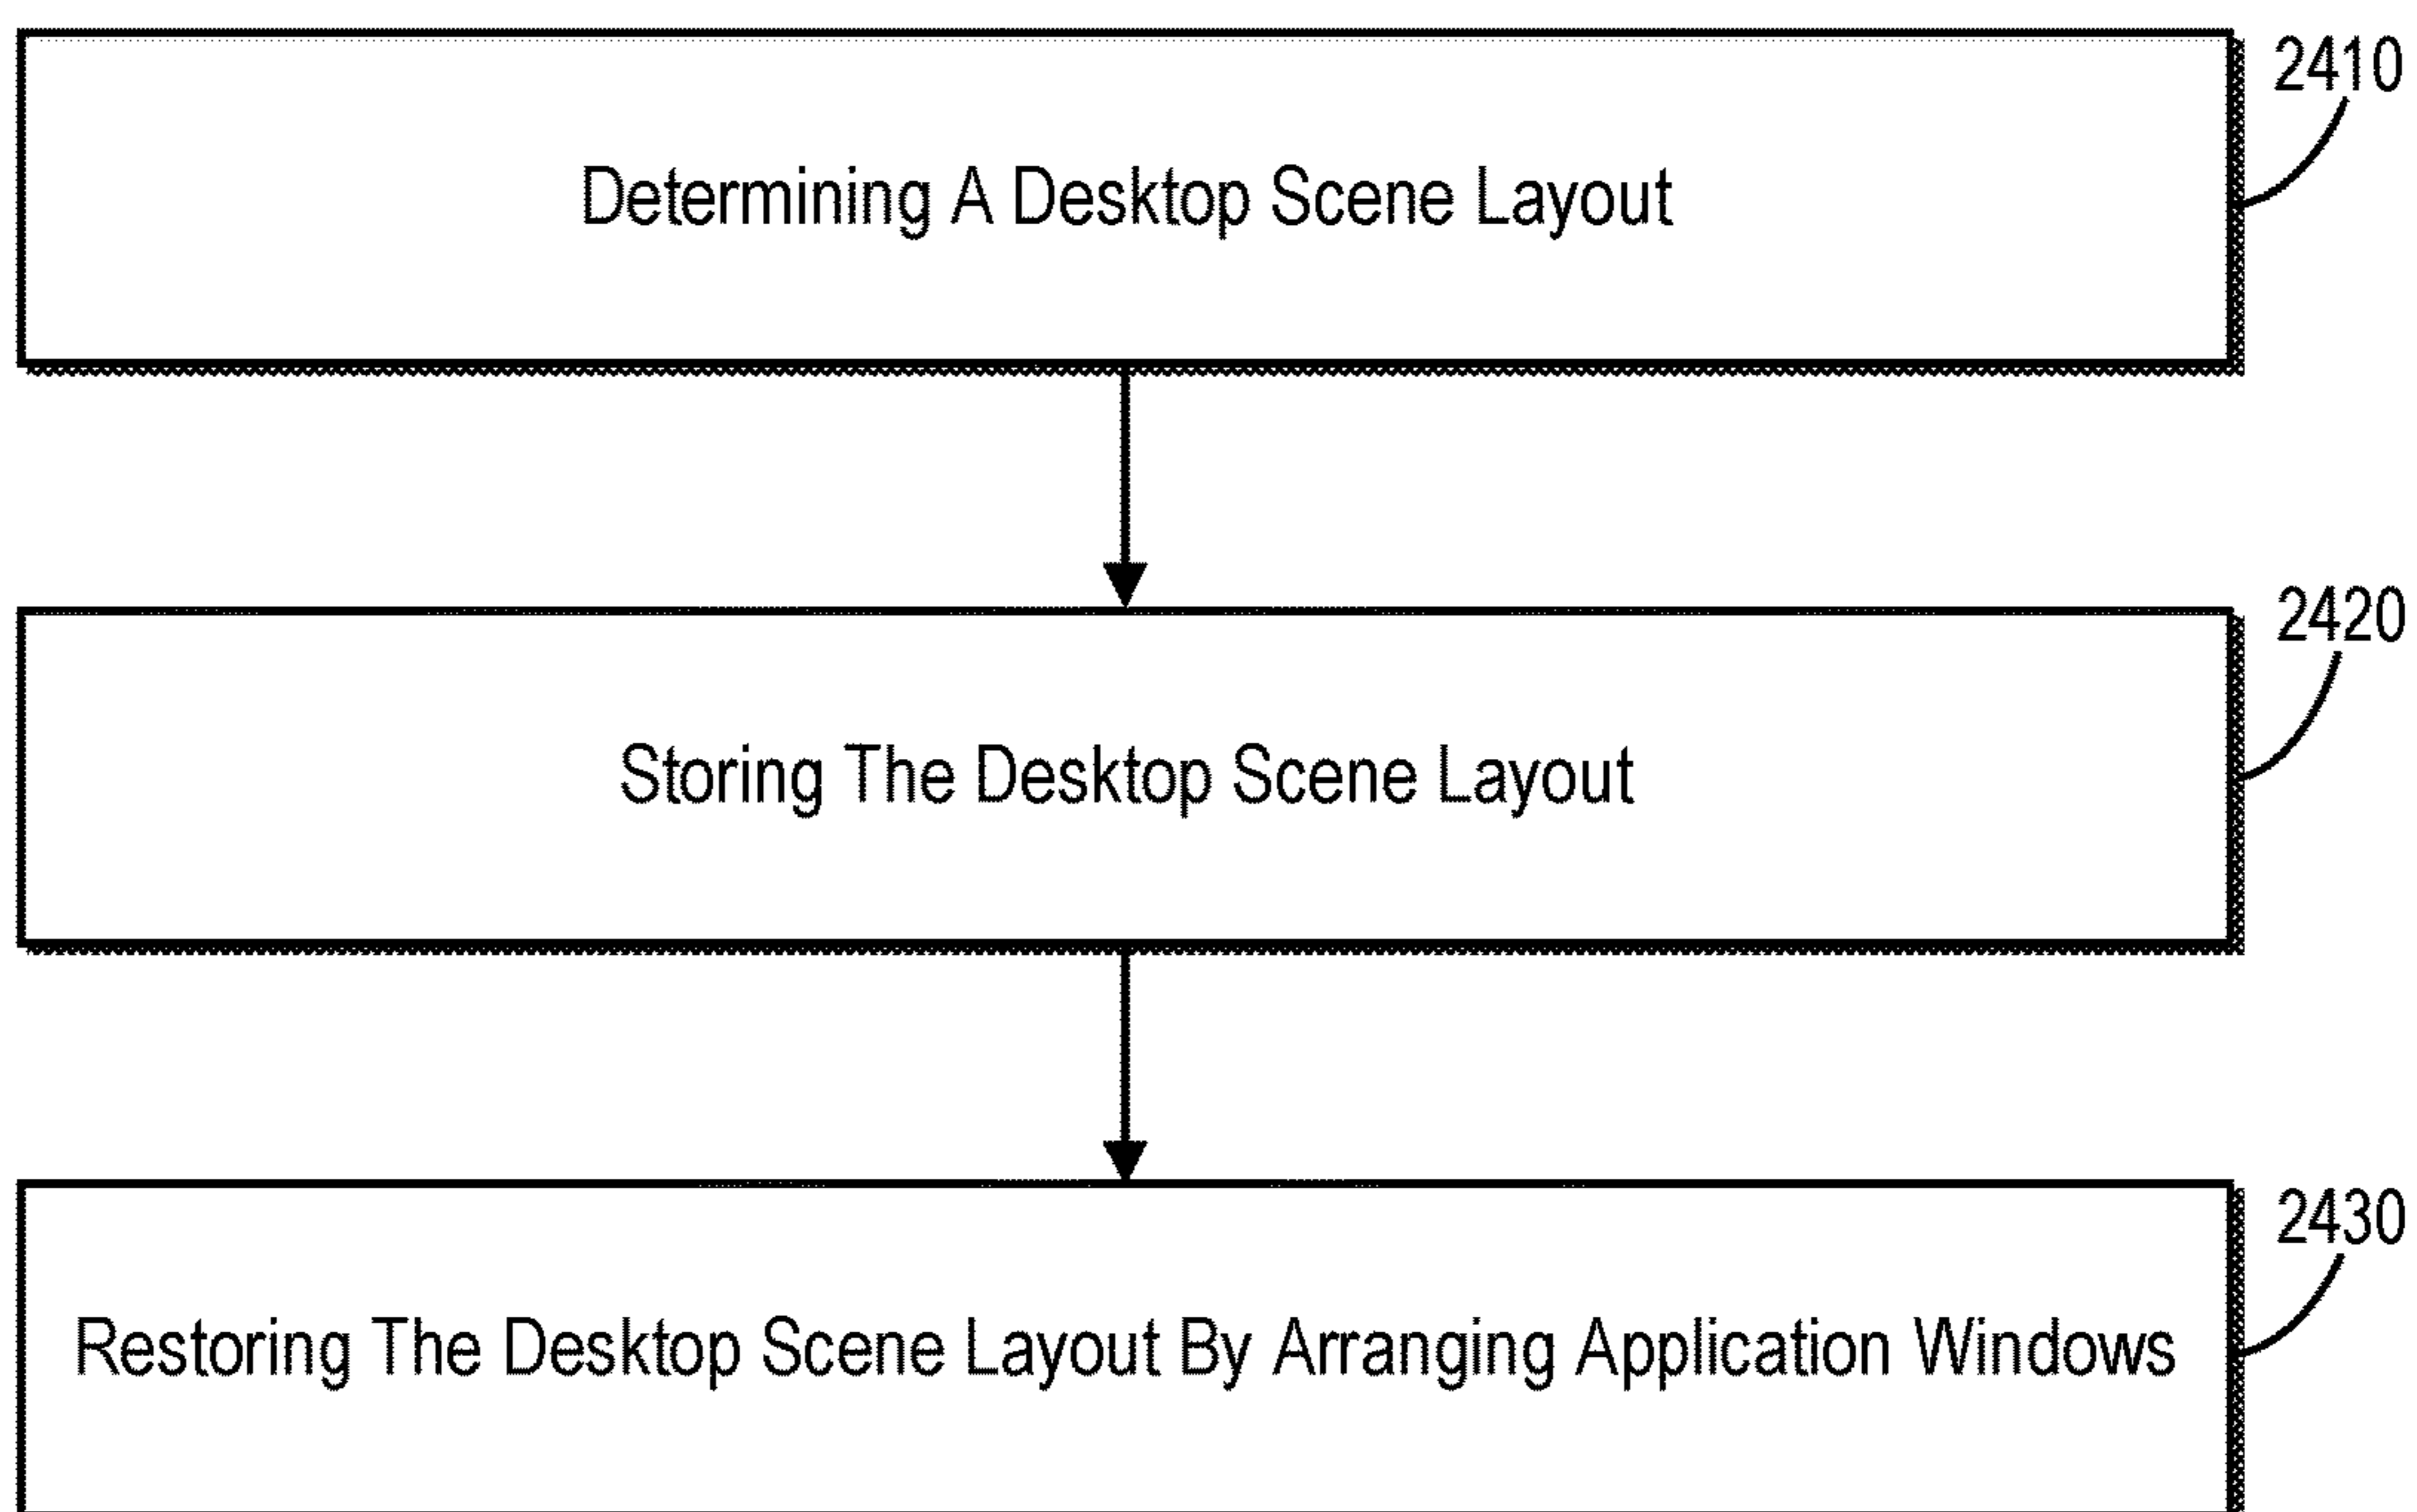 2410
Determining A Desktop Scene Layout
2420
Storing The Desktop Scene Layout
2430
Restoring The Desktop Scene Layout By Arranging Application Windows